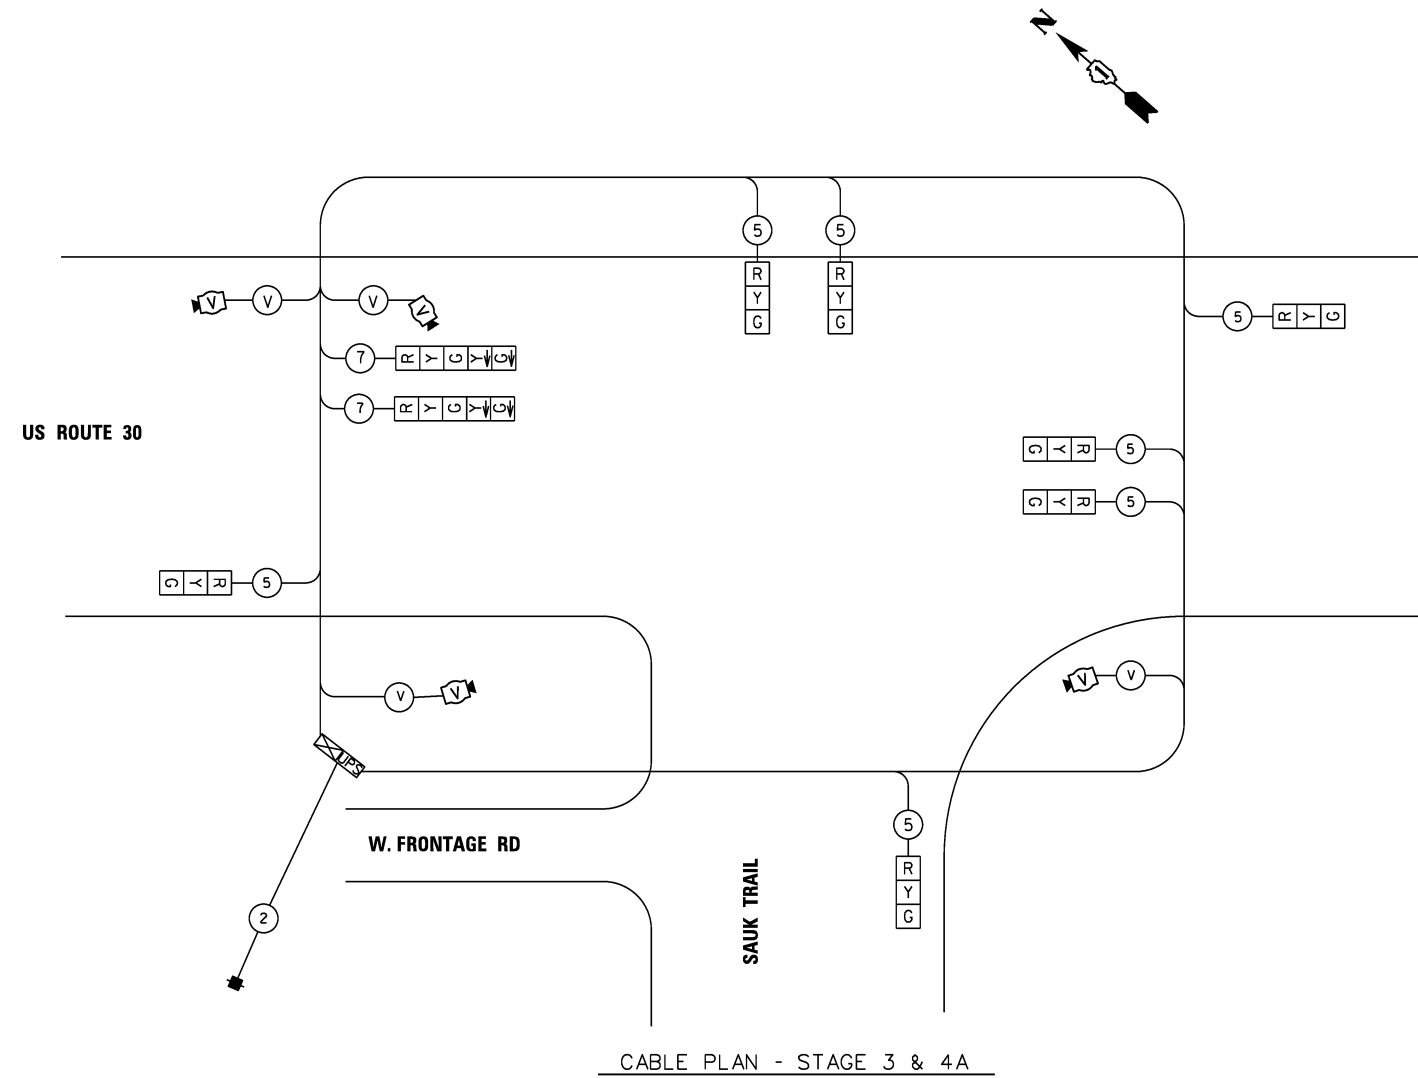 N
1
5 5
R R
Y Y
G G
V V V V
5 R Y G
7 R Y G Y G
7 R Y G Y G
US ROUTE 30
G Y R 5
G Y R 5
G Y R 5
V V
V V
UPS
5
R
Y
G
W. FRONTAGE RD
SAUK TRAIL
2
CABLE PLAN - STAGE 3 & 4A